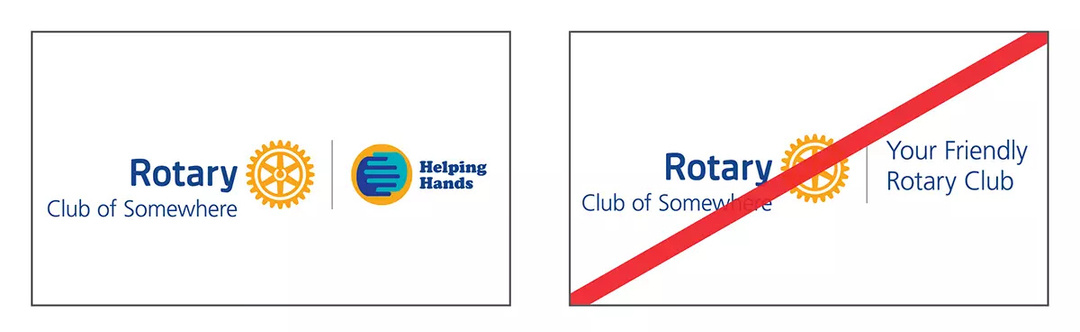 Rotary
Club of Somewhere
Helping
Hands
Rotary
Club of Somewhere
Your Friendly
Rotary Club